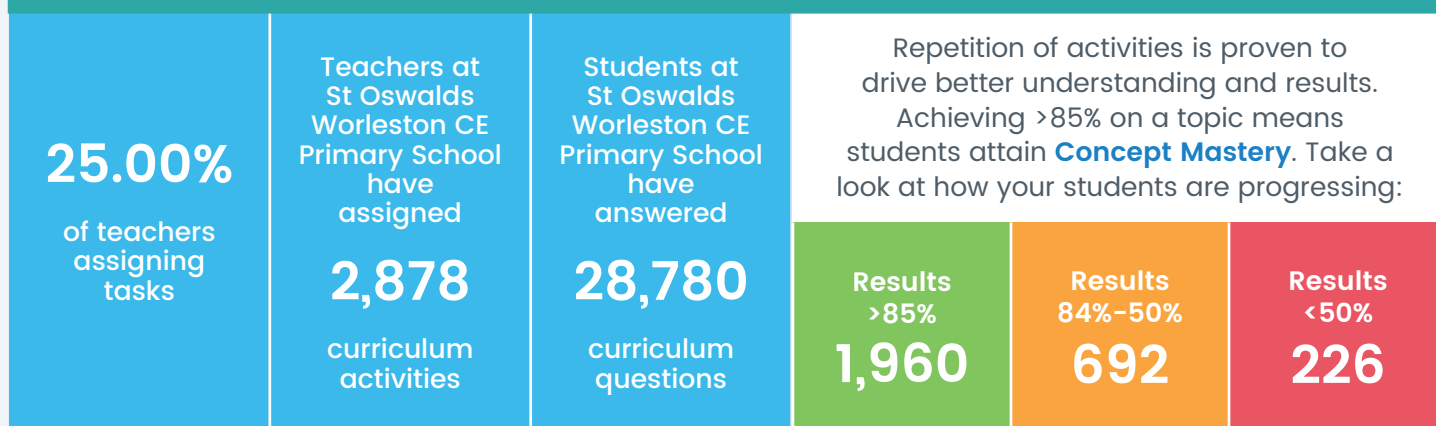 25.00%
of teachers
assigning
tasks
Teachers at
St Oswalds
Worleston CE
Primary School
have
assigned
2,878
curriculum
activities
Students at
St Oswalds
Worleston CE
Primary School
have
answered
28,780
curriculum
questions
Repetition of activities is proven to
drive better understanding and results.
Achieving >85% on a topic means
students attain Concept Mastery. Take a
look at how your students are progressing:
Results
>85%
1,960
Results
84%-50%
692
Results
<50%
226